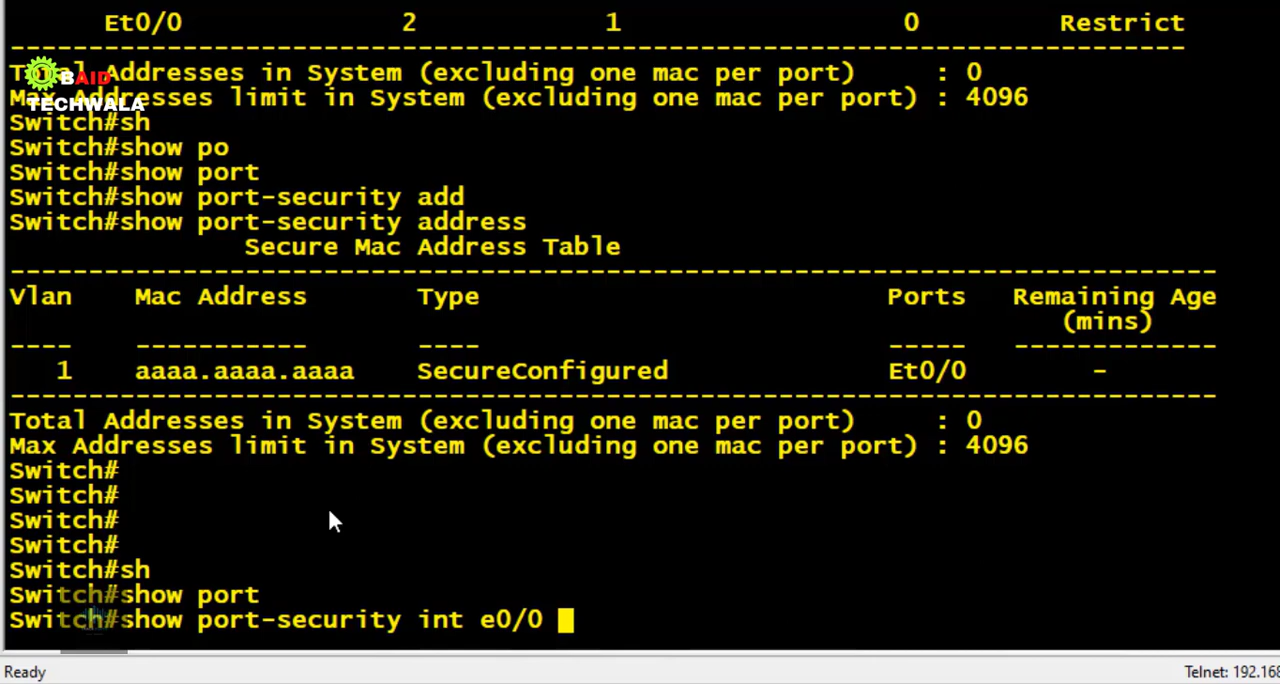 Et0/0 2 1 0 Restrict
---------------------------------------------------------------------------
Total Addresses in System (excluding one mac per port) : 0
Max Addresses limit in System (excluding one mac per port) : 4096
BAID
TECHWALA
Switch#sh
Switch#show po
Switch#show port
Switch#show port-security add
Switch#show port-security address
Secure Mac Address Table
-----------------------------------------------------------------------------
Vlan Mac Address Type Ports Remaining Age
(mins)
---- ----------- ---- ----- -------------
1 aaaa.aaaa.aaaa SecureConfigured Et0/0 -
-----------------------------------------------------------------------------
Total Addresses in System (excluding one mac per port) : 0
Max Addresses limit in System (excluding one mac per port) : 4096
Switch#
Switch#
Switch#
Switch#
Switch#sh
Switch#show port
Switch#show port-security int e0/0
Ready Telnet: 192.168